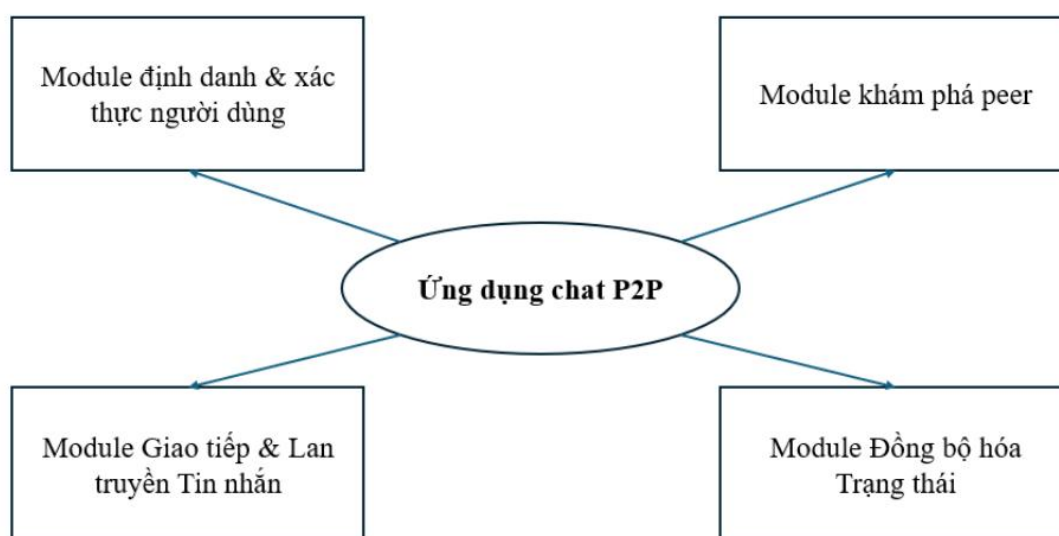 Module định danh & xác
thực người dùng
Module khám phá peer
Ứng dụng chat P2P
Module Giao tiếp & Lan
truyền Tin nhắn
Module Đồng bộ hóa
Trạng thái